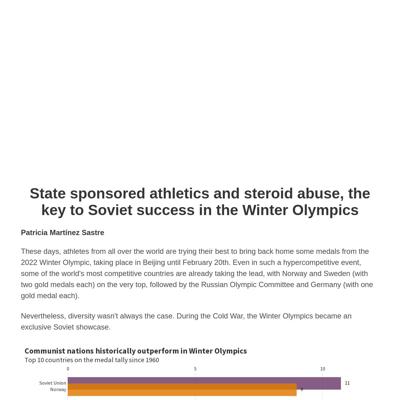 State sponsored athletics and steroid abuse, the
key to Soviet success in the Winter Olympics
Patricia Martínez Sastre
These days, athletes from all over the world are trying their best to bring back home some medals from the
2022 Winter Olympic, taking place in Beijing until February 20th. Even in such a hypercompetitive event,
some of the world's most competitive countries are already taking the lead, with Norway and Sweden (with
two gold medals each) on the very top, followed by the Russian Olympic Committee and Germany (with one
gold medal each).
Nevertheless, diversity wasn't always the case. During the Cold War, the Winter Olympics became an
exclusive Soviet showcase.
Communist nations historically outperform in Winter Olympics
Top 10 countries on the medal tally since 1960
0 5 10
Soviet Union 11
Norway